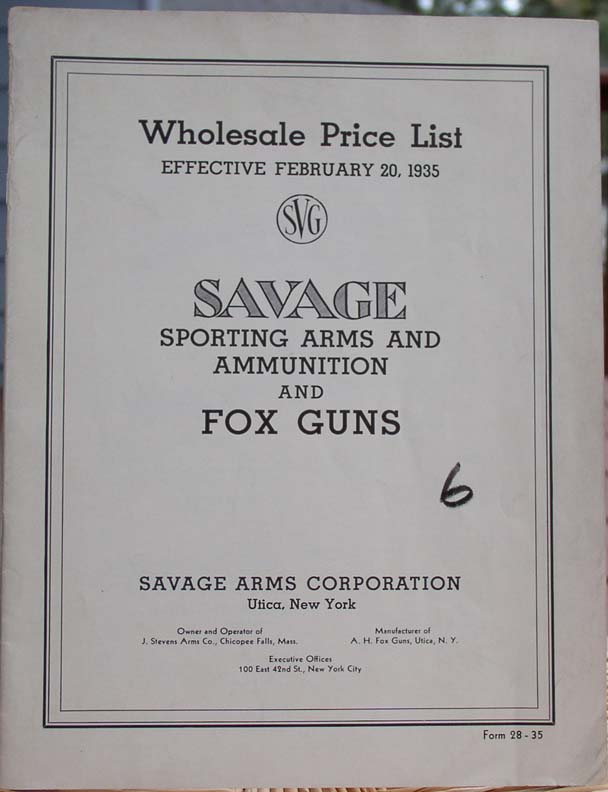 Wholesale Price List
EFFECTIVE FEBRUARY 20, 1935
SVG
SAVAGE
SPORTING ARMS AND
AMMUNITION
AND
FOX GUNS
6
SAVAGE ARMS CORPORATION
Utica, New York
Owner and Operator of
J. Stevens Arms Co., Chicopee Falls, Mass.
Manufacturer of
A. H. Fox Guns, Utica, N. Y.
Executive Offices
100 East 42nd St., New York City
Form 28-35